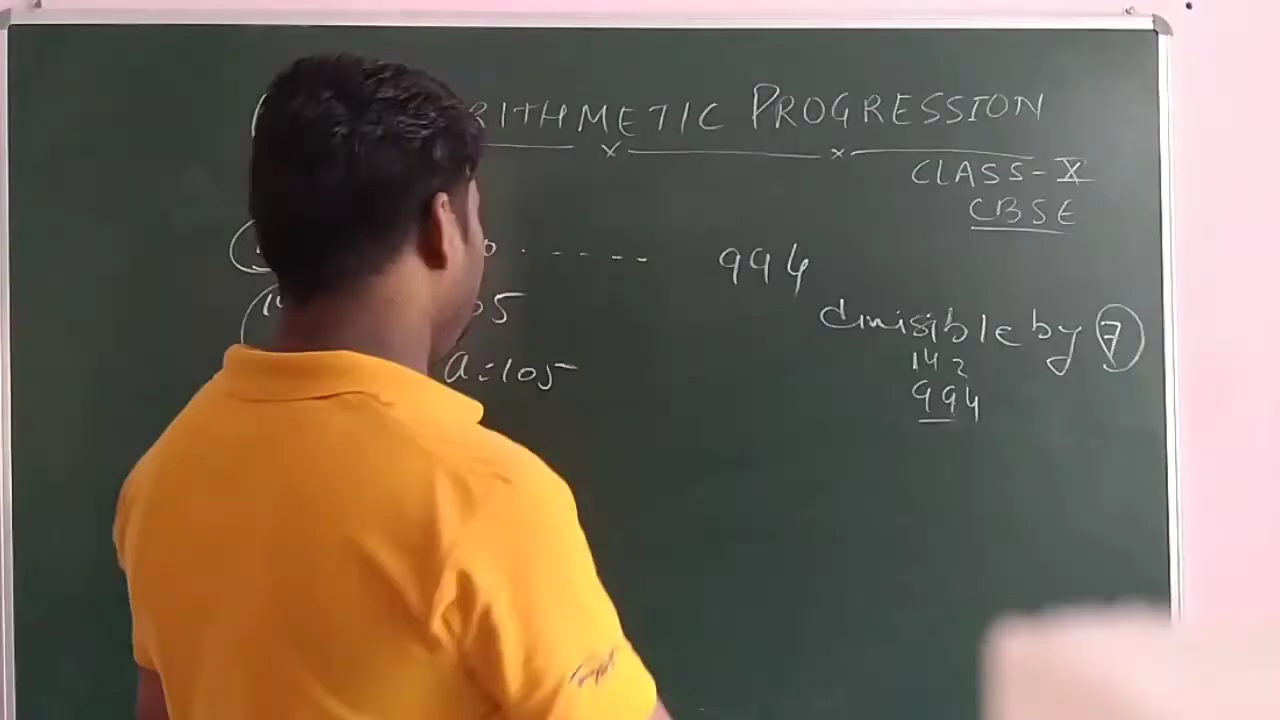 RITHMETIC PROGRESSION
CLASS-X
CBSE
994
05
divisible by 7
a=105
142
994